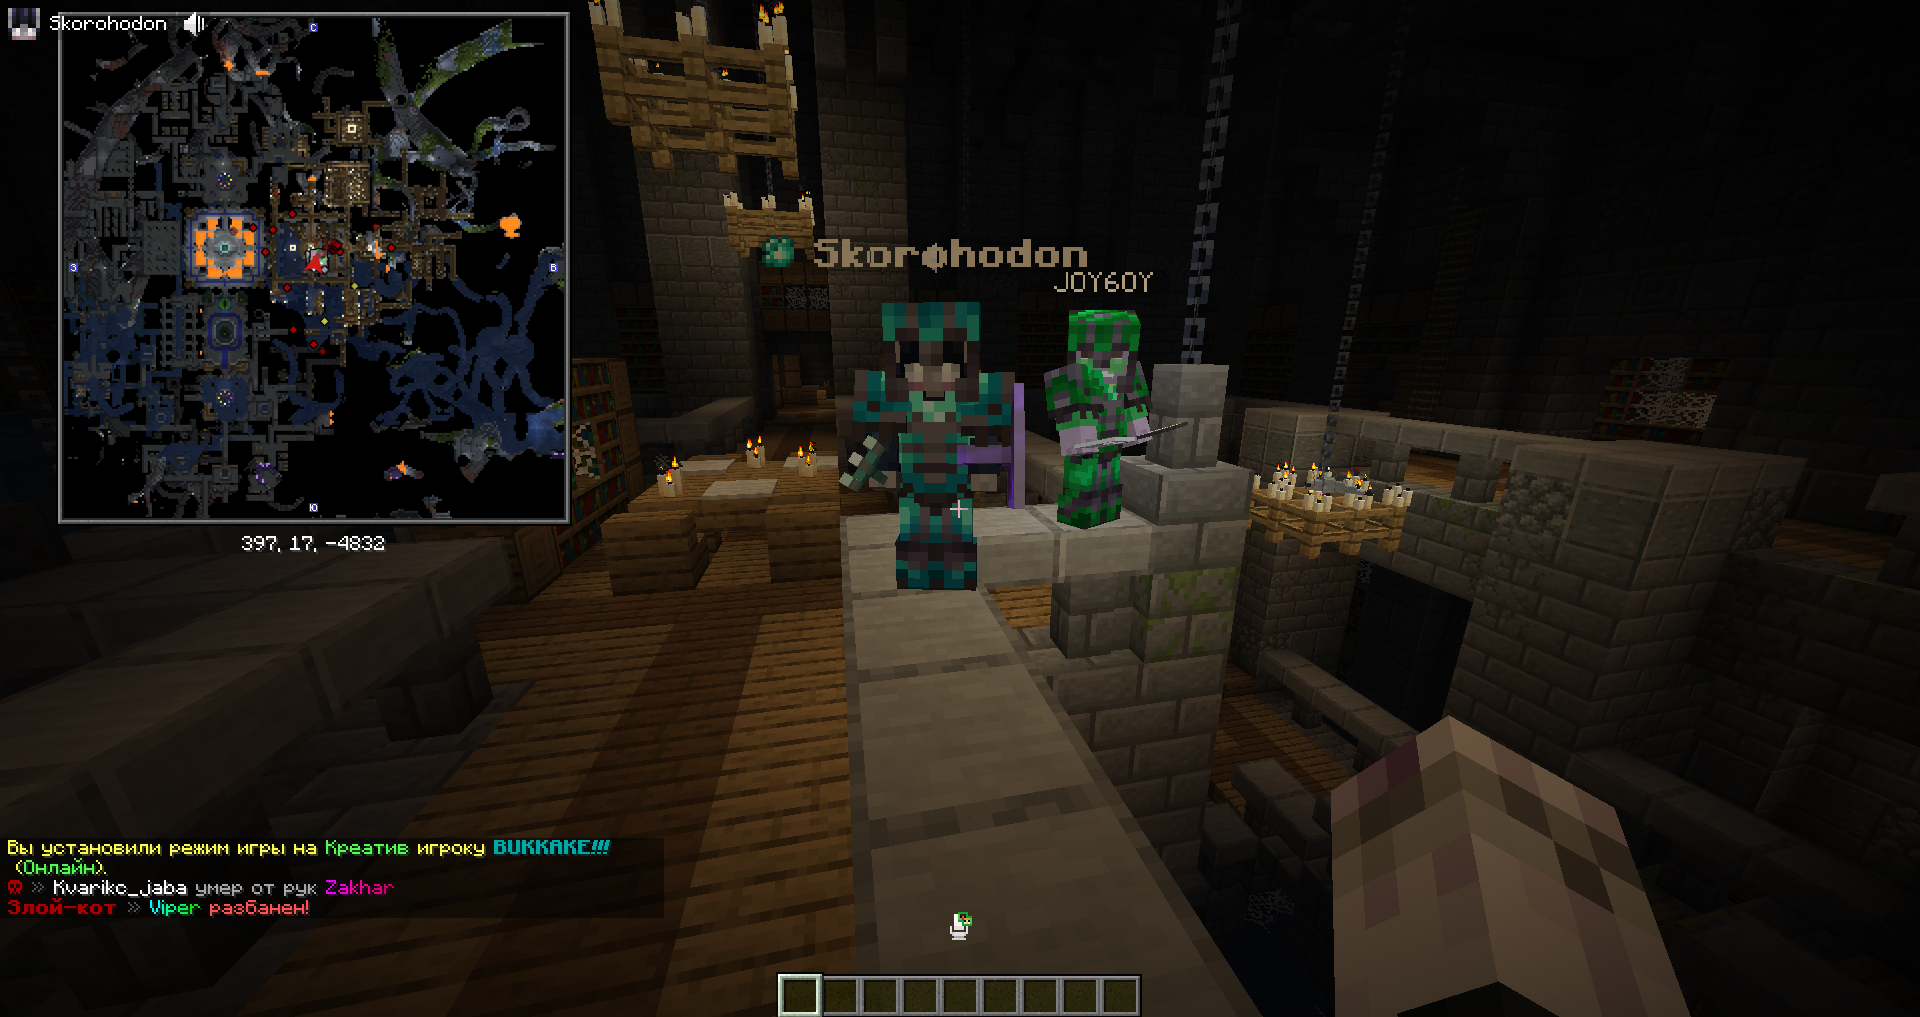 Skorohodon
С
З
В
Ю
397, 17, -4832
Skorohodon
JOY6OY
Вы установили режим игры на Креатив игроку BUKKAKE!!!
(Онлайн).
» Kvarikc_jaba умер от рук Zakhar
Злой-кот » Viper разбанен!